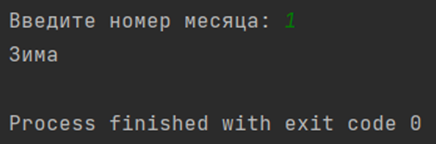 Введите номер месяца: 1
Зима
Process finished with exit code 0